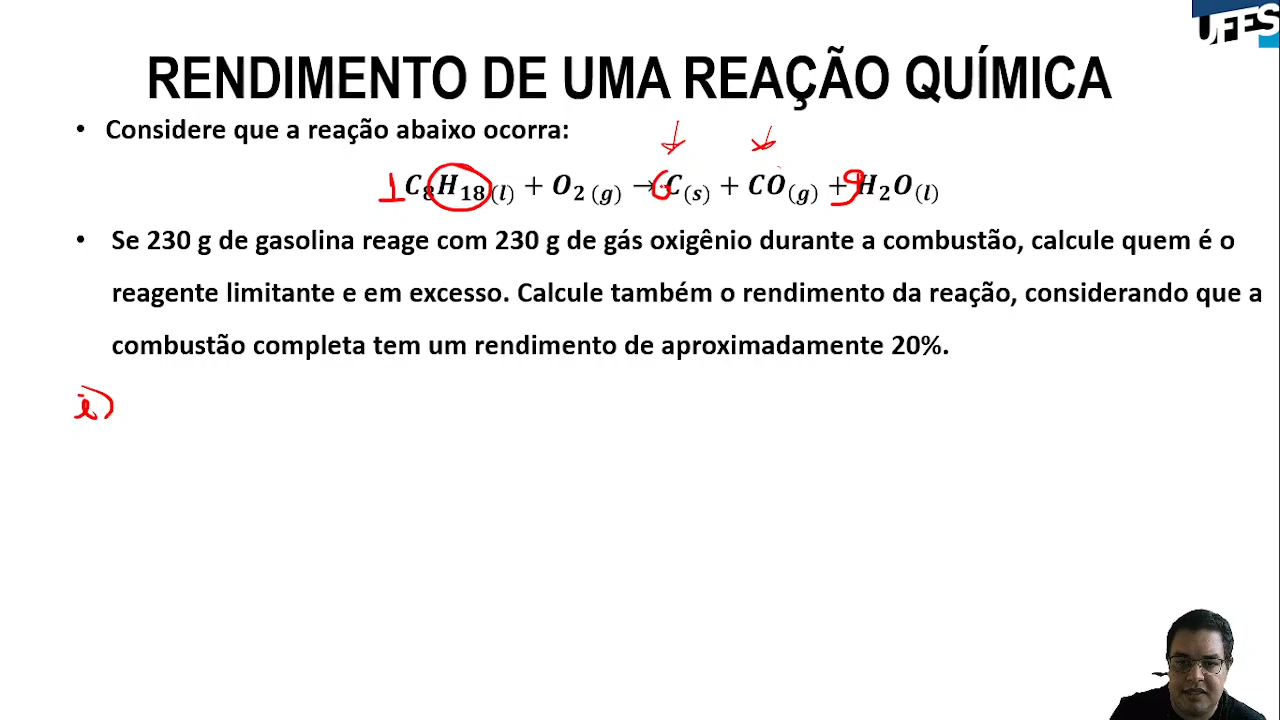 UFES
RENDIMENTO DE UMA REAÇÃO QUÍMICA
• Considere que a reação abaixo ocorra:
1C₈H₁₈(l) + O₂ (g) → 6C(s) + CO(g) + 9H₂O(l)
• Se 230 g de gasolina reage com 230 g de gás oxigênio durante a combustão, calcule quem é o
reagente limitante e em excesso. Calcule também o rendimento da reação, considerando que a
combustão completa tem um rendimento de aproximadamente 20%.
i)